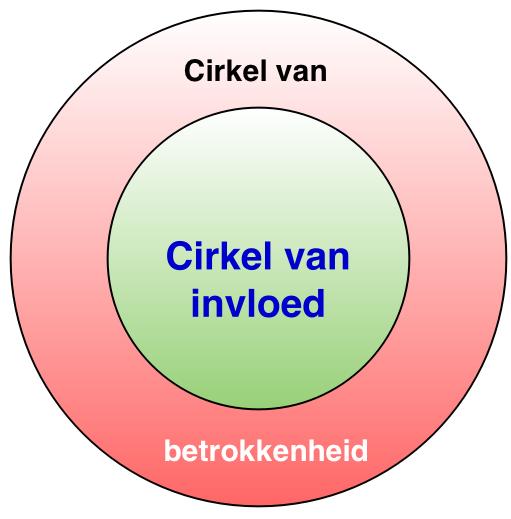 Cirkel van
Cirkel van
invloed
betrokkenheid